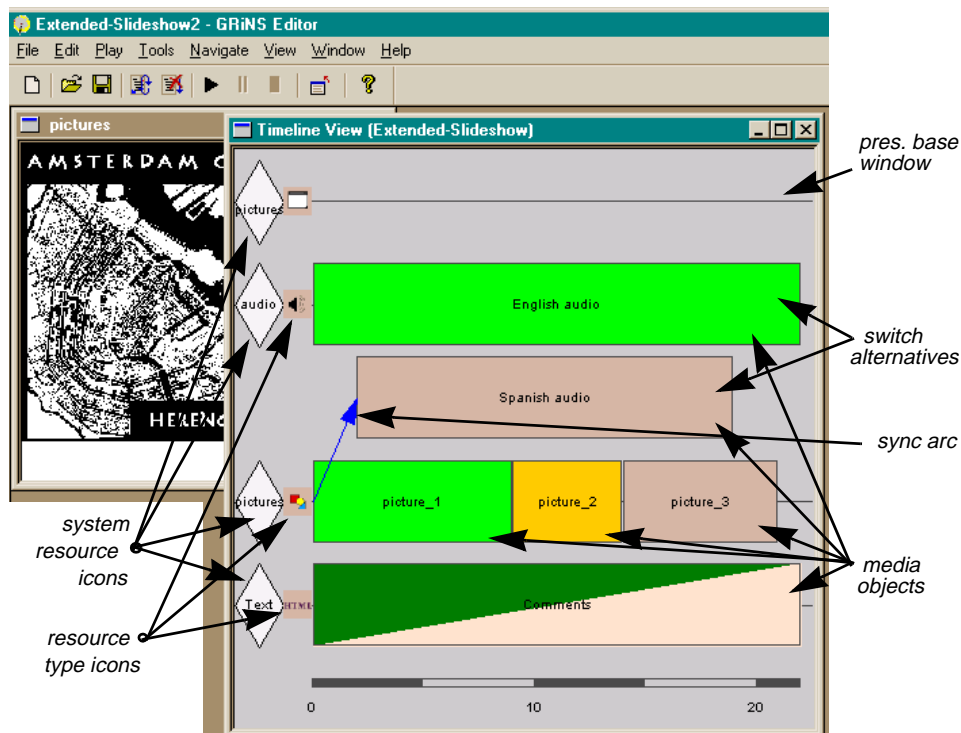 Extended-Slideshow2 - GRiNS Editor
File Edit Play Tools Navigate View Window Help
pictures
Timeline View (Extended-Slideshow)
AMSTERDAM C
HERENG
pictures
audio
English audio
Spanish audio
pictures
picture_1
picture_2
picture_3
Text
HTML
Comments
0
10
20
pres. base
window
switch
alternatives
sync arc
media
objects
system
resource
icons
resource
type icons